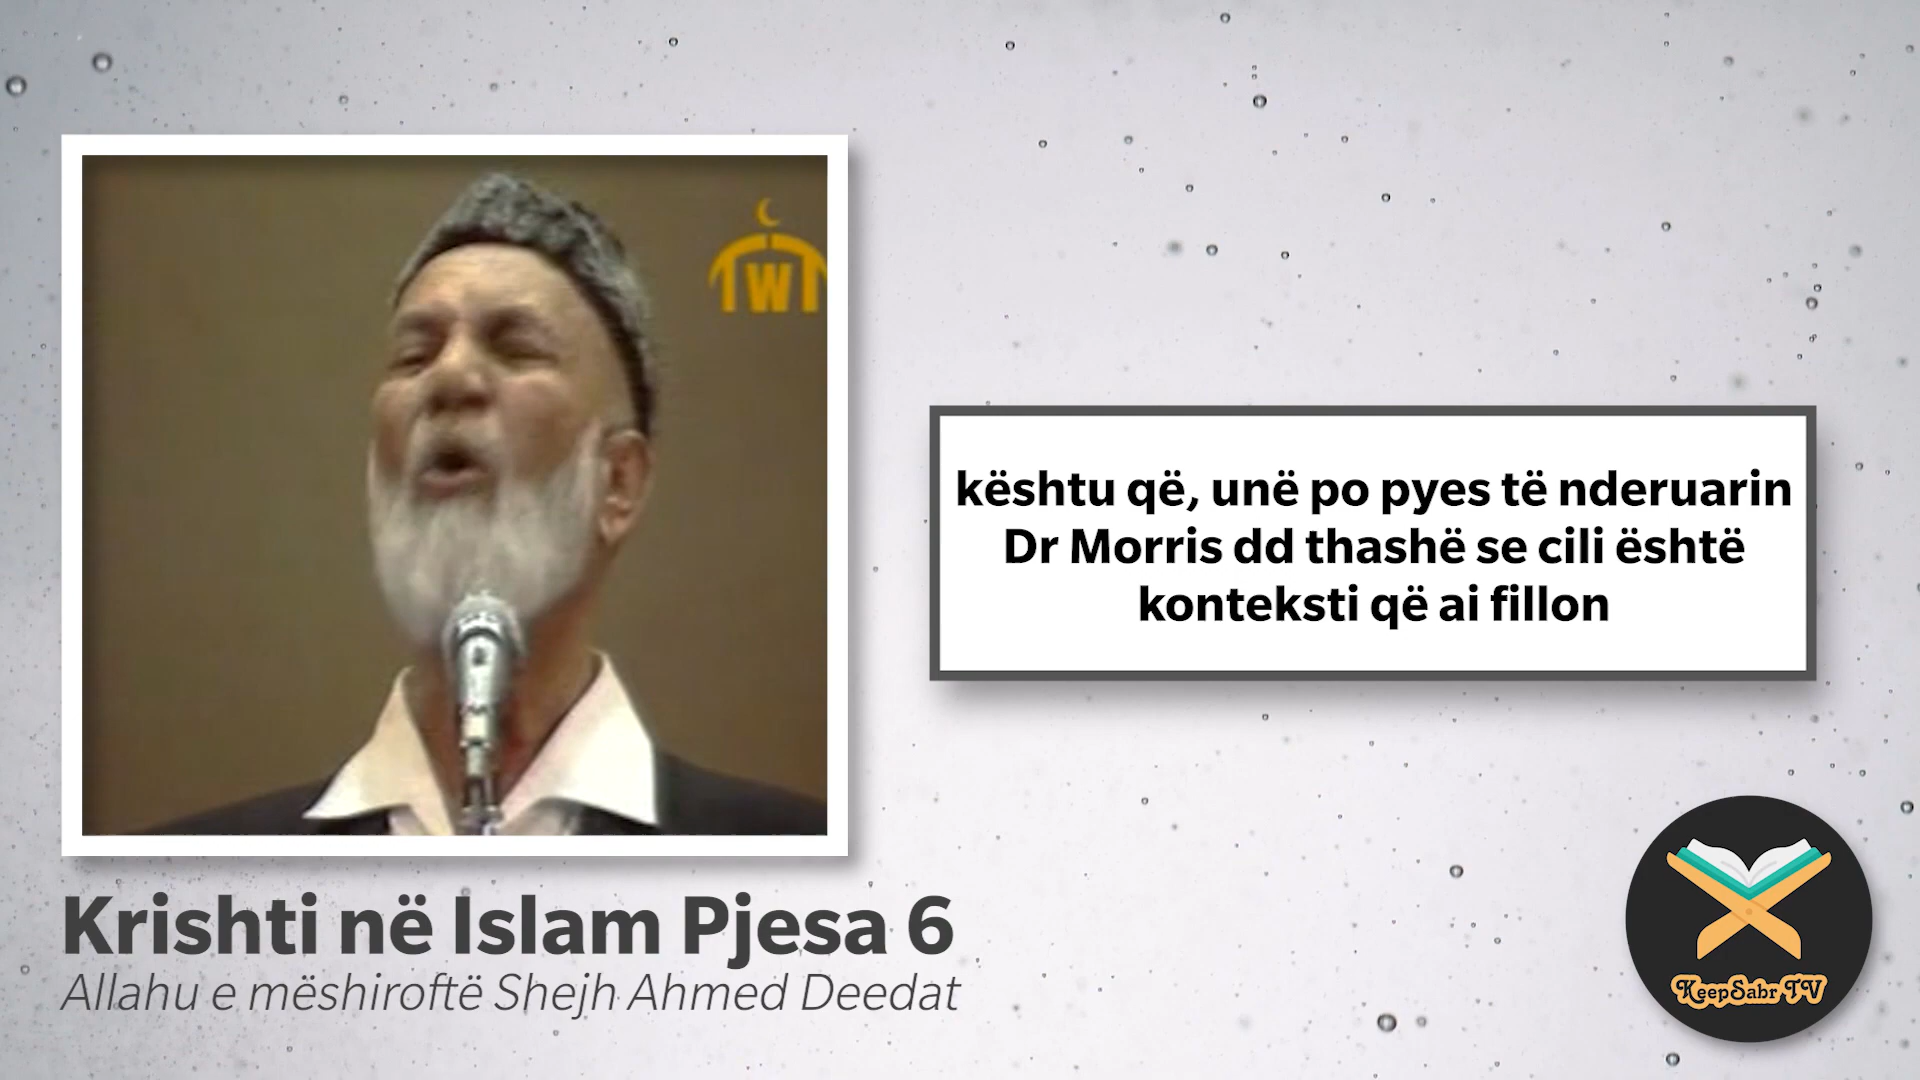 W
kështu që, unë po pyes të nderuarin
Dr Morris dd thashë se cili është
konteksti që ai fillon
Krishti në Islam Pjesa 6
Allahu e mëshiroftë Shejh Ahmed Deedat
KeepSabr TV